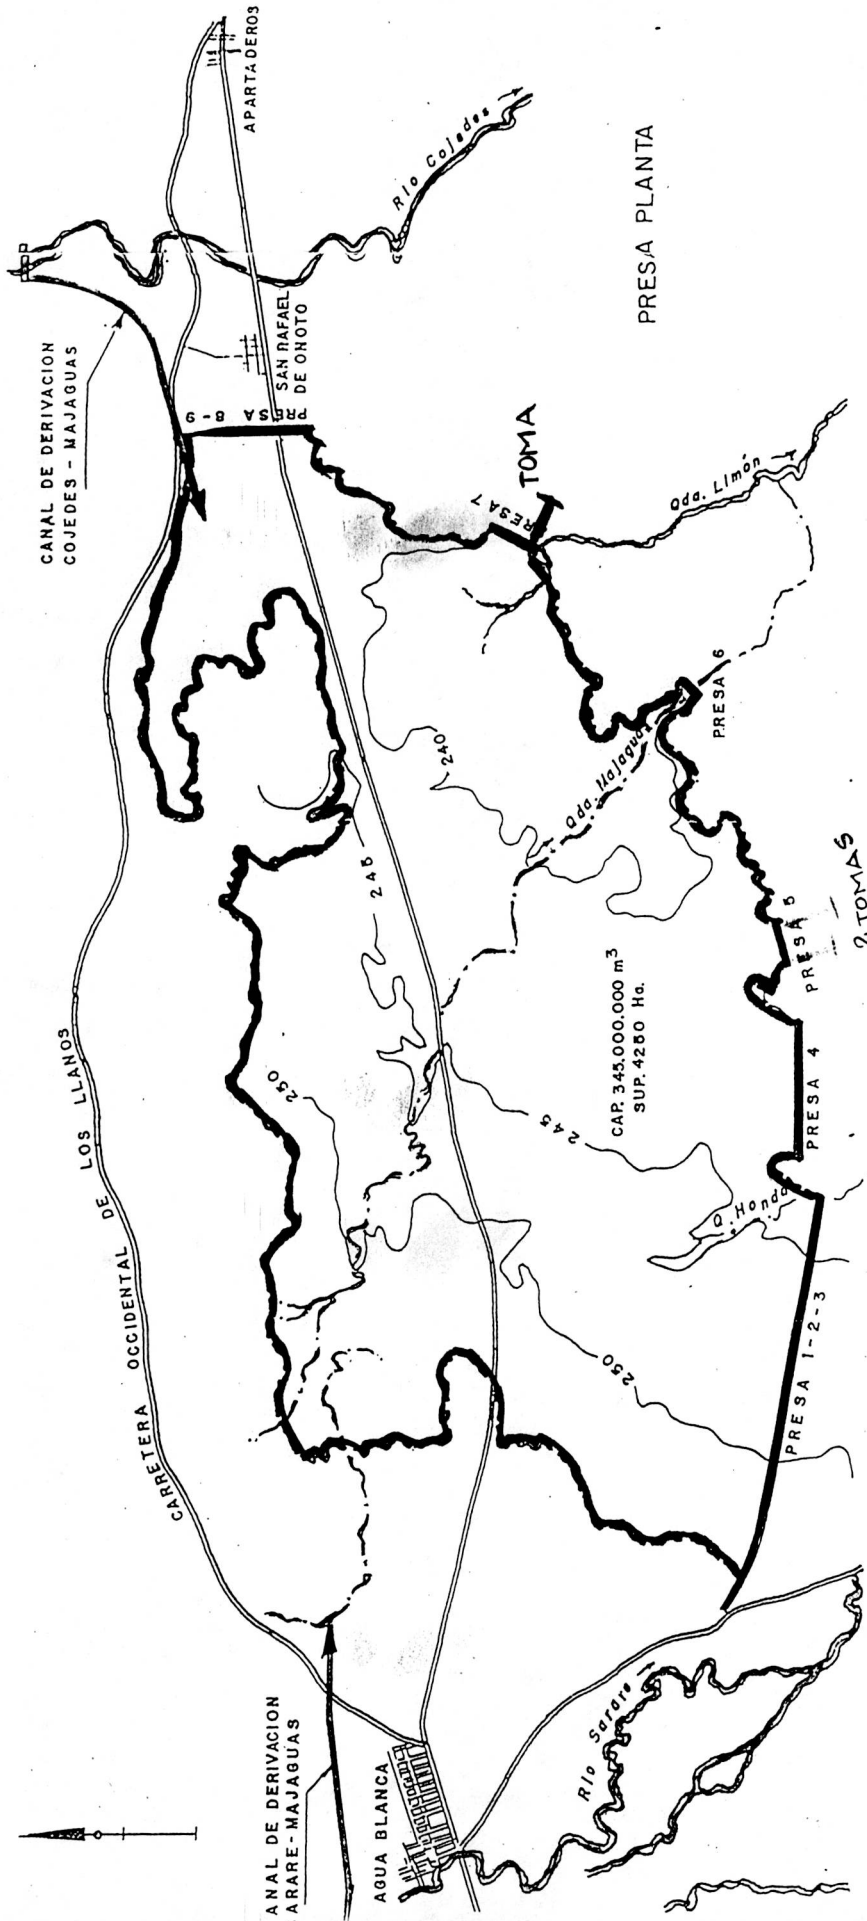 CANAL DE DERIVACION
COJEDES - MAJAGUAS
APARTADEROS
RIo Cojedes
SAN RAFAEL
DE ONOTO
PRESA 8-9
PRESA PLANTA
TOMA
RESA 7
Qda. Limón
PRESA 6
Qda. Majaguas
240
245
CARRETERA OCCIDENTAL DE LOS LLANOS
250
CAP. 345.000.000 m³
SUP. 4250 Ha.
245
PRESA 5
2 TOMAS
PRESA 4
Q. Honda
250
PRESA 1-2-3
ANAL DE DERIVACION
ARARE - MAJAGUAS
AGUA BLANCA
RIo Sarare